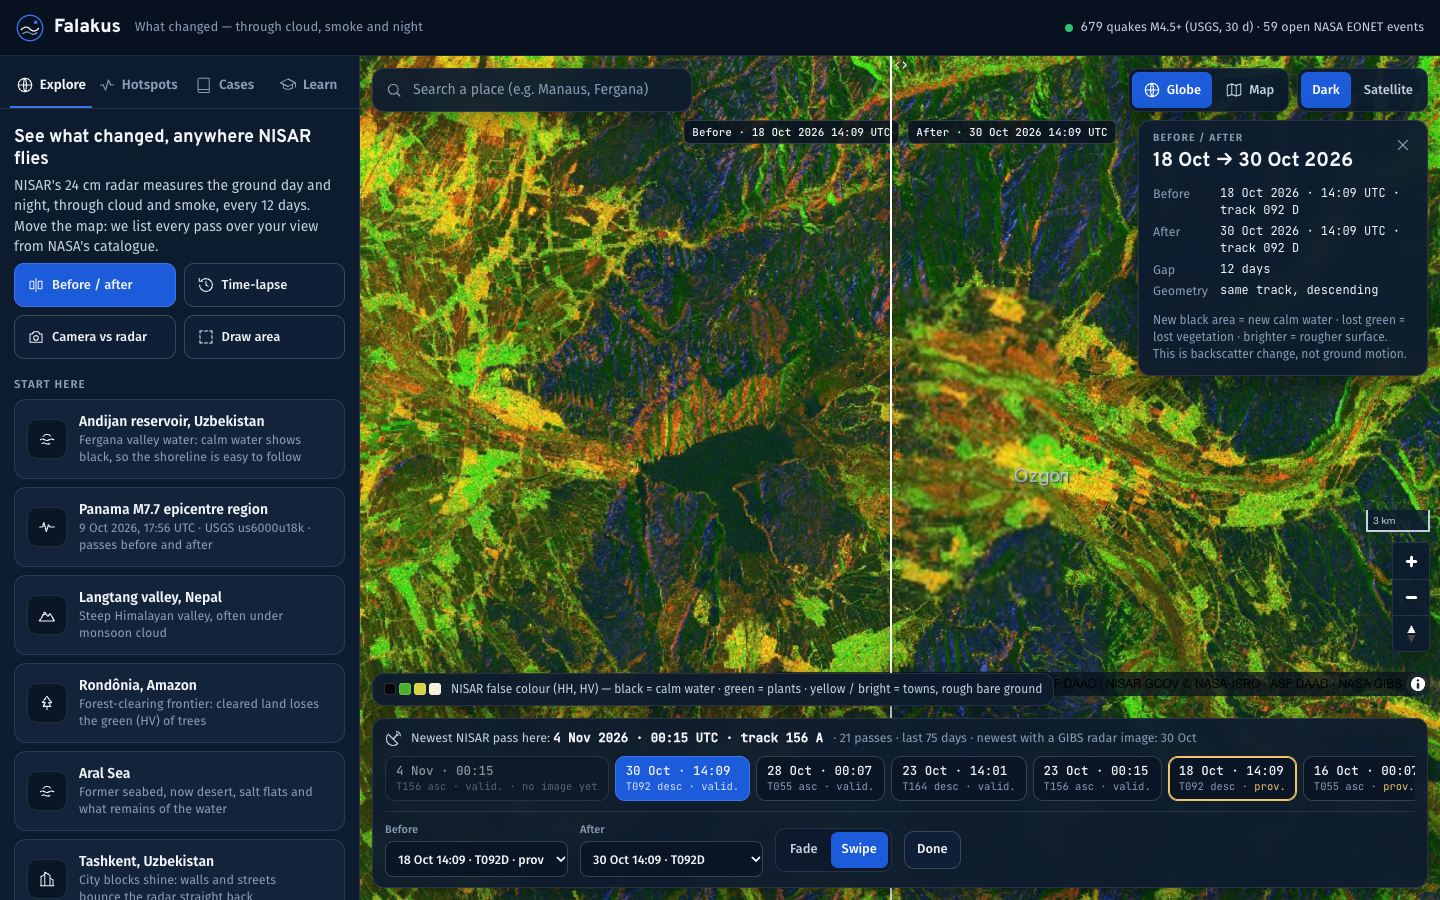 Falakus
What changed — through cloud, smoke and night
679 quakes M4.5+ (USGS, 30 d) · 59 open NASA EONET events
Explore
Hotspots
Cases
Learn
See what changed, anywhere NISAR
flies
NISAR's 24 cm radar measures the ground day and
night, through cloud and smoke, every 12 days.
Move the map: we list every pass over your view
from NASA's catalogue.
Before / after
Time-lapse
Camera vs radar
Draw area
START HERE
Andijan reservoir, Uzbekistan
Fergana valley water: calm water shows
black, so the shoreline is easy to follow
Panama M7.7 epicentre region
9 Oct 2026, 17:56 UTC · USGS us6000u18k ·
passes before and after
Langtang valley, Nepal
Steep Himalayan valley, often under
monsoon cloud
Rondônia, Amazon
Forest-clearing frontier: cleared land loses
the green (HV) of trees
Aral Sea
Former seabed, now desert, salt flats and
what remains of the water
Tashkent, Uzbekistan
City blocks shine: walls and streets
bounce the radar straight back
Search a place (e.g. Manaus, Fergana)
Globe
Map
Dark
Satellite
Before · 18 Oct 2026 14:09 UTC
After · 30 Oct 2026 14:09 UTC
BEFORE / AFTER
18 Oct → 30 Oct 2026
Before 18 Oct 2026 · 14:09 UTC ·
track 092 D
After 30 Oct 2026 · 14:09 UTC ·
track 092 D
Gap 12 days
Geometry same track, descending
New black area = new calm water · lost green =
lost vegetation · brighter = rougher surface.
This is backscatter change, not ground motion.
Ozgon
3 km
NISAR false colour (HH, HV) — black = calm water · green = plants · yellow / bright = towns, rough bare ground
DAAC | NISAR GCOV © NASA-ISRO · ASF DAAC · NASA GIBS
Newest NISAR pass here: 4 Nov 2026 · 00:15 UTC · track 156 A · 21 passes · last 75 days · newest with a GIBS radar image: 30 Oct
4 Nov · 00:15
T156 asc · valid. · no image yet
30 Oct · 14:09
T092 desc · valid.
28 Oct · 00:07
T055 asc · valid.
23 Oct · 14:01
T164 desc · valid.
23 Oct · 00:15
T156 asc · valid.
18 Oct · 14:09
T092 desc · prov.
16 Oct · 00:07
T055 asc · prov.
Before
18 Oct 14:09 · T092D · prov
After
30 Oct 14:09 · T092D
Fade
Swipe
Done